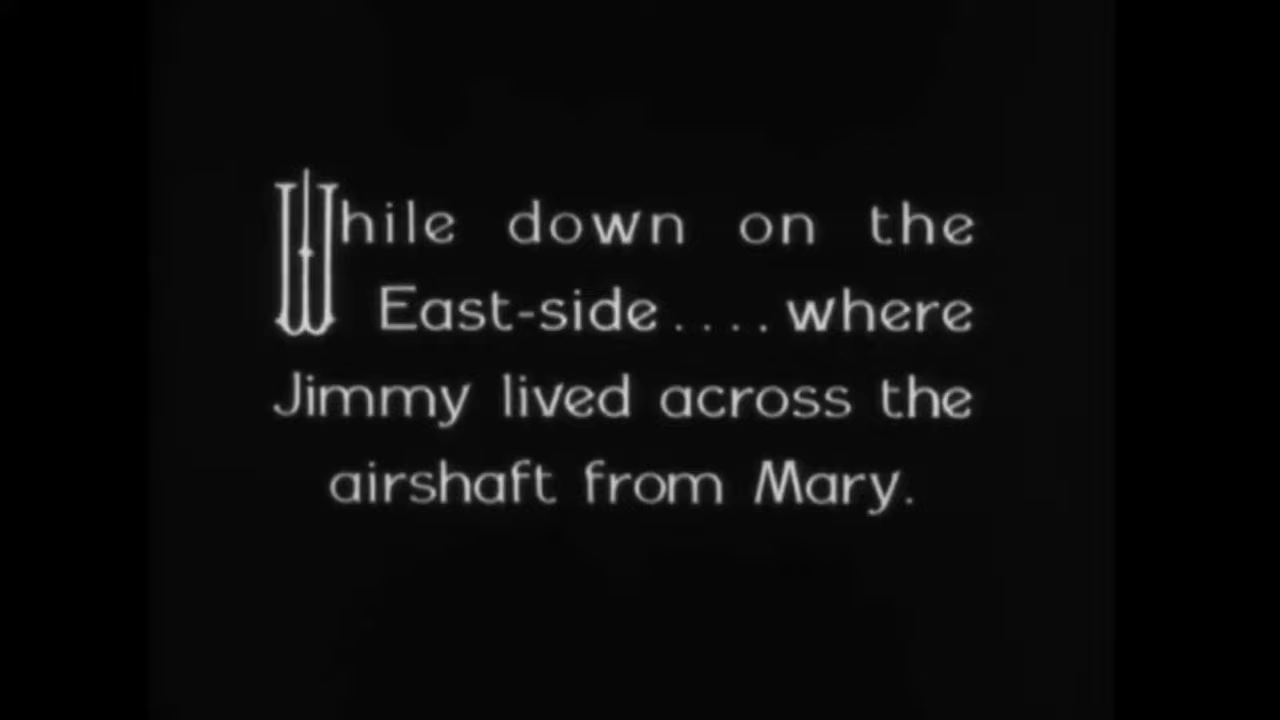 While down on the
East-side....where
Jimmy lived across the
airshaft from Mary.